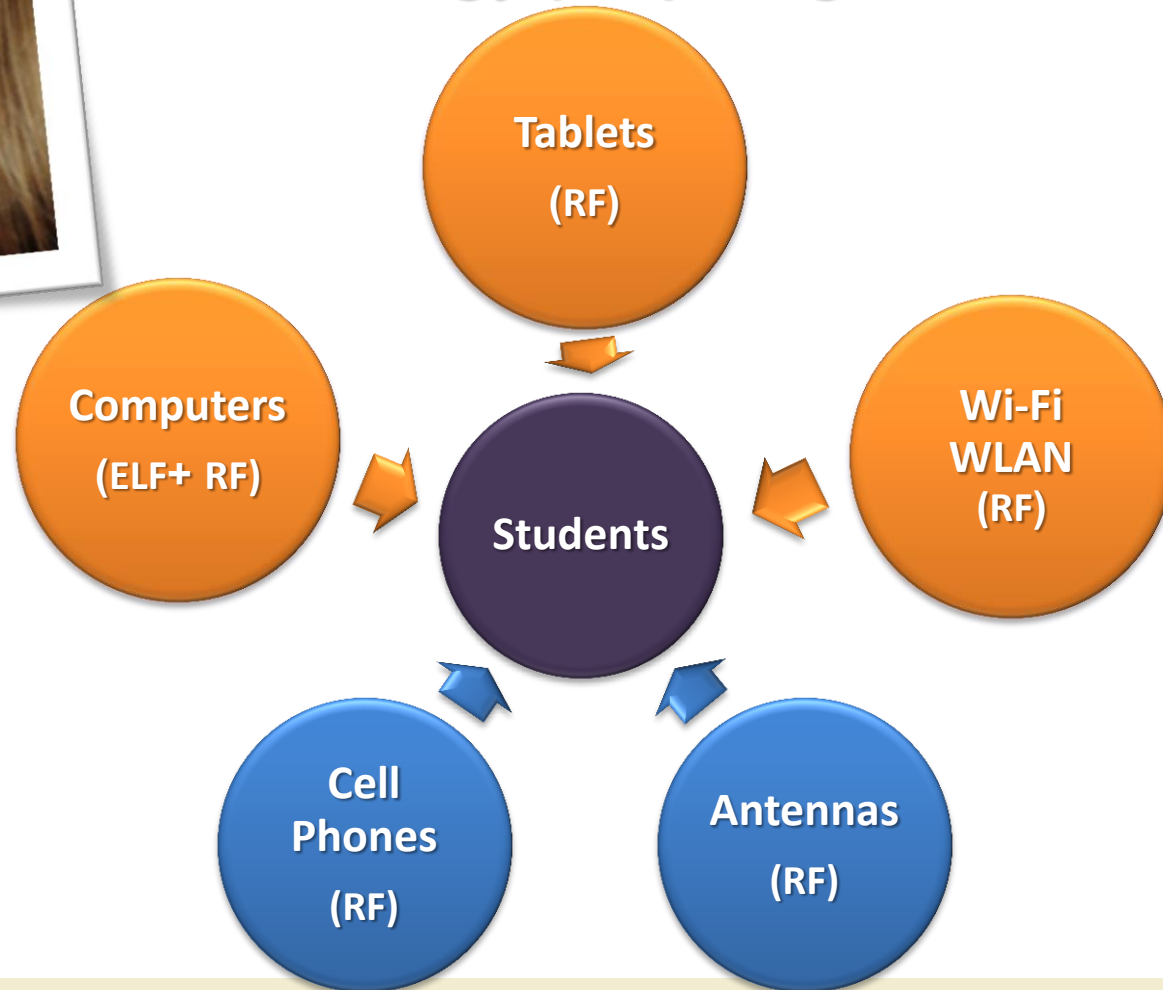 Tablets
(RF)
Computers
(ELF+ RF)
Wi-Fi
WLAN
(RF)
Students
Cell
Phones
(RF)
Antennas
(RF)